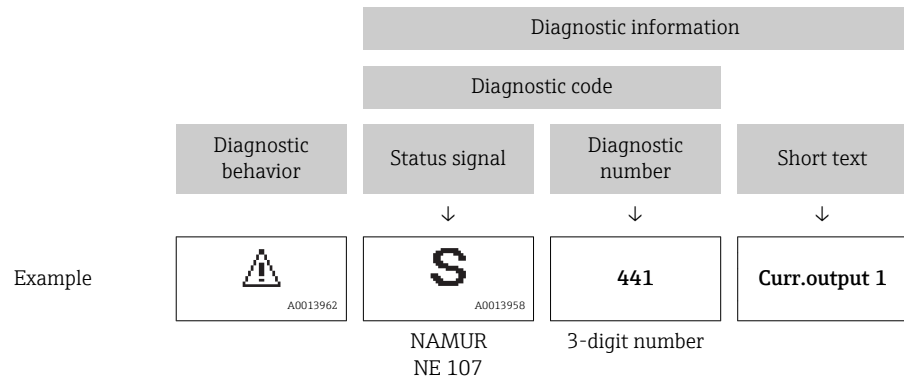 Diagnostic information
Diagnostic code
Diagnostic
behavior
Status signal
Diagnostic
number
Short text
↓
↓
↓
Example
A0013962
S
A0013958
441
Curr.output 1
NAMUR
NE 107
3-digit number